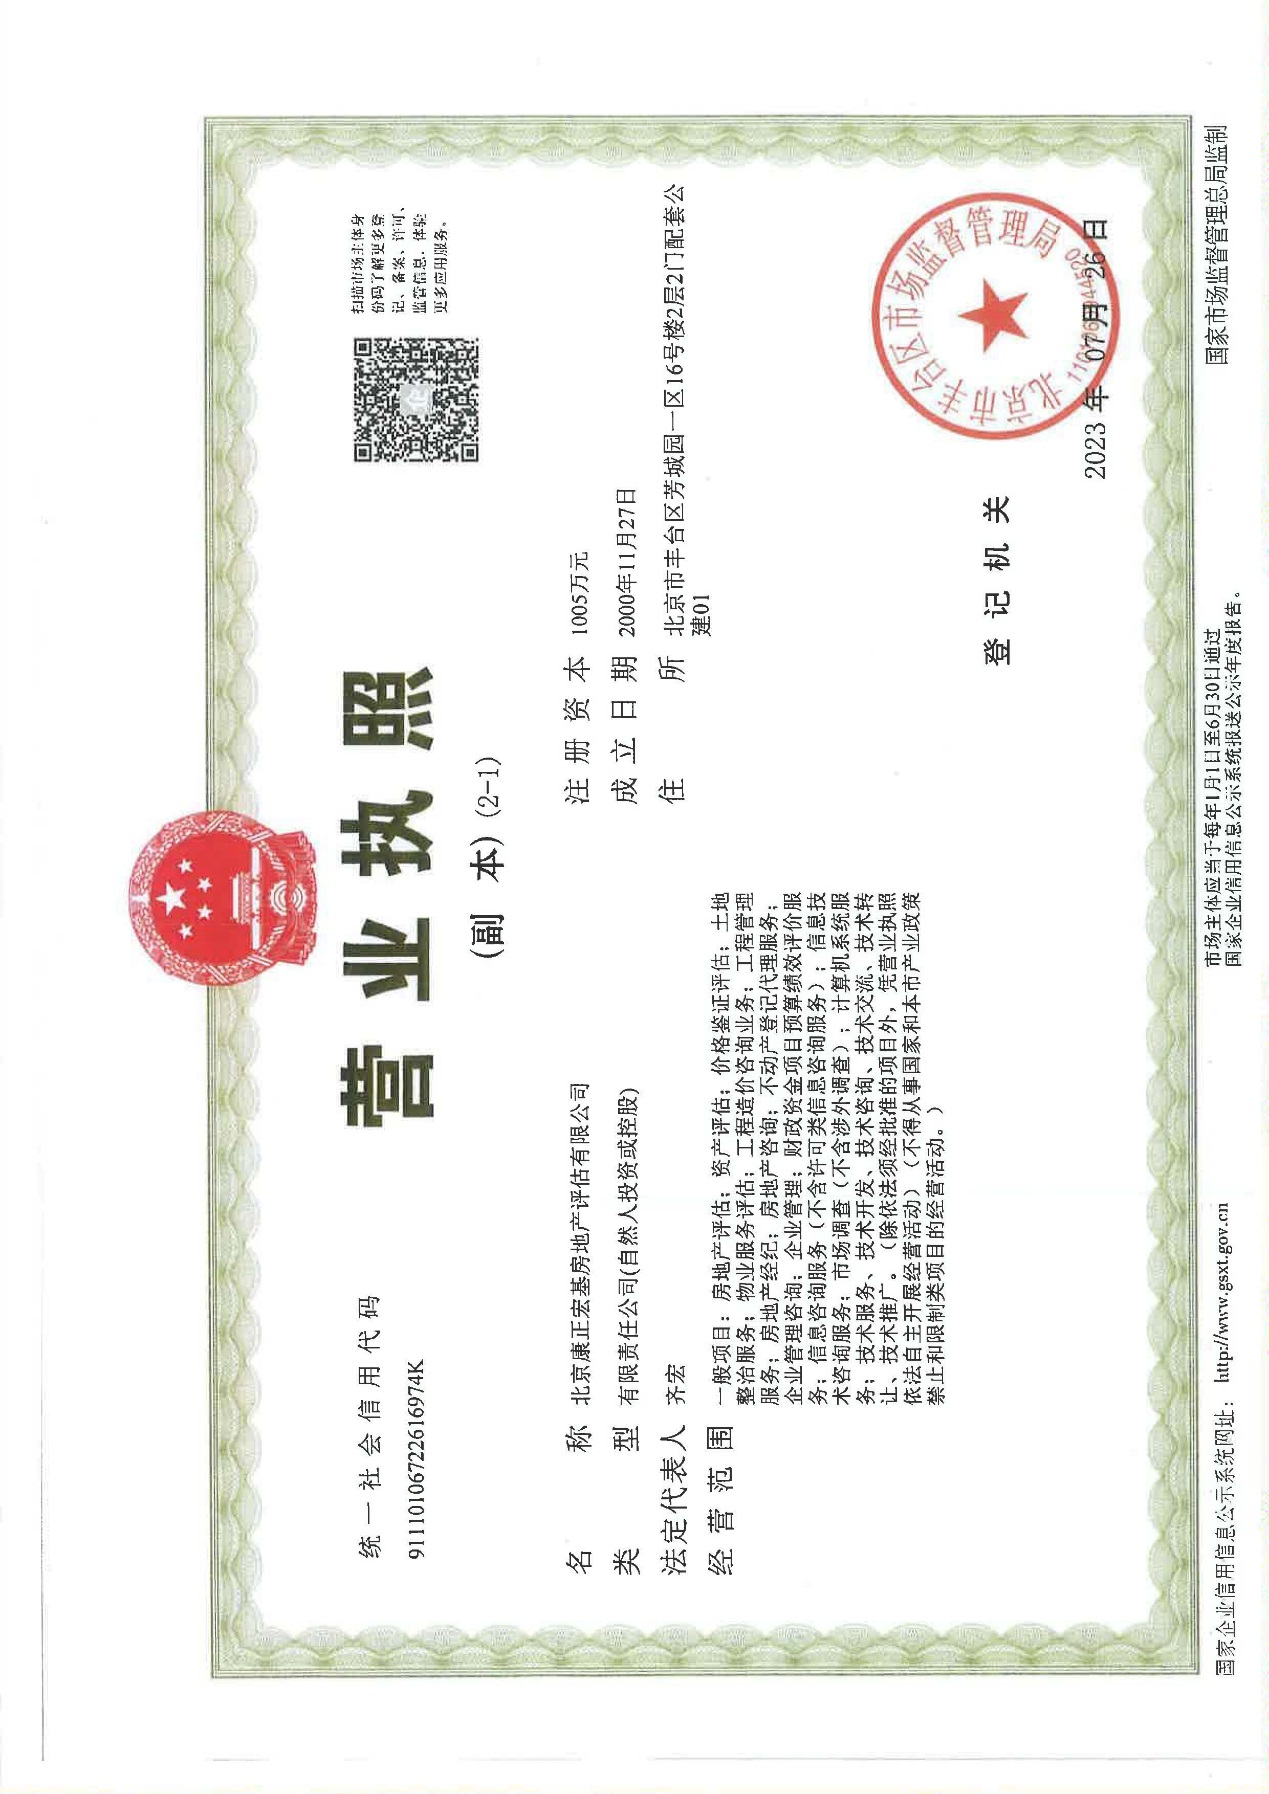 统一社会信用代码
91110106722616974K
营业执照
(副 本) (2-1)
扫描市场主体身
份码了解更多登
记、备案、许可、
监管信息，体验
更多应用服务。
名 称 北京康正宏基房地产评估有限公司
类 型 有限责任公司(自然人投资或控股)
法定代表人 齐宏
经营范围 一般项目：房地产评估；资产评估；价格鉴证评估；土地
整治服务；物业服务评估；工程造价咨询业务；工程管理
服务；房地产经纪；房地产咨询；不动产登记代理服务；
企业管理咨询；企业管理；财政资金项目预算绩效评价服
务；信息咨询服务（不含许可类信息咨询服务）；信息技
术咨询服务；市场调查（不含涉外调查）；计算机系统服
务；技术服务、技术开发、技术咨询、技术交流、技术转
让、技术推广。（除依法须经批准的项目外，凭营业执照
依法自主开展经营活动）（不得从事国家和本市产业政策
禁止和限制类项目的经营活动。）
注册资本 1005万元
成立日期 2000年11月27日
住 所 北京市丰台区芳城园一区16号楼2层2门配套公
建01
登记机关
北京市丰台区市场监督管理局
2023 年 07月 26日
国家企业信用信息公示系统网址： http://www.gsxt.gov.cn
市场主体应当于每年1月1日至6月30日通过
国家企业信用信息公示系统报送公示年度报告。
国家市场监督管理总局监制